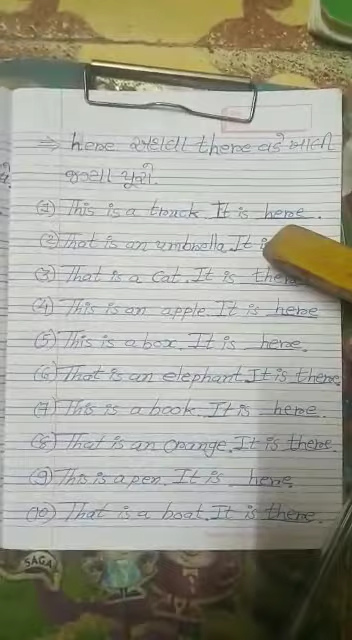 ⇒ here અથવા there વડે ખાલી
જગ્યા પૂરો.
(1) This is a truck. It is here.
(2) That is an umbrella. It
(3) That is a cat. It is there
(4) This is an apple. It is here
(5) This is a box. It is here.
(6) That is an elephant. It is there.
(7) This is a book. It is here.
(8) That is an orange. It is there.
(9) This is a pen. It is here.
(10) That is a boat. It is there.
SAGA